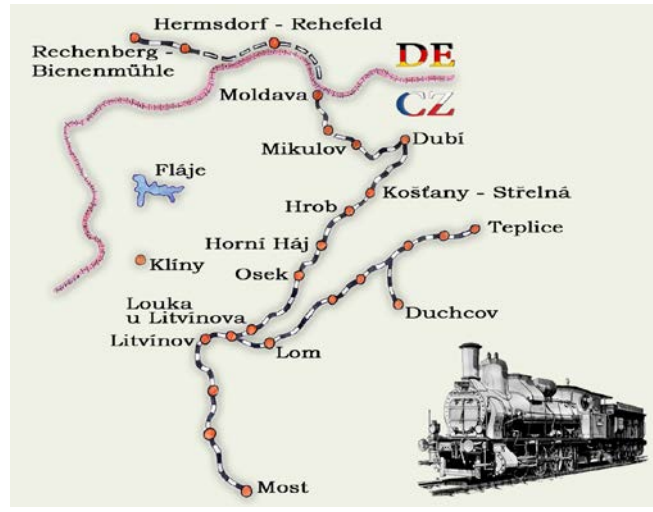 Hermsdorf - Rehefeld
Rechenberg -
Bienenmühle
DE
CZ
Moldava
Mikulov
Dubí
Fláje
Košťany - Střelná
Hrob
Teplice
Horní Háj
Klíny
Osek
Louka
u Litvínova
Duchcov
Litvínov
Lom
Most